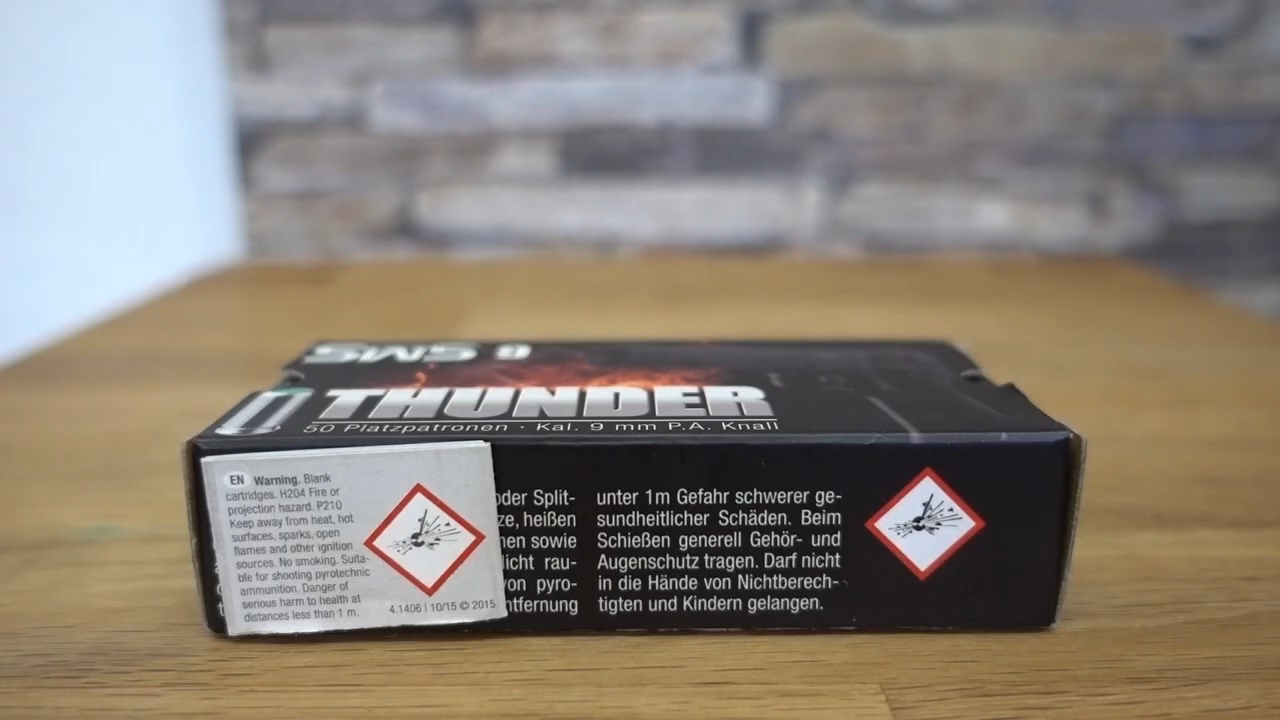 THUNDER
50 Platzpatronen · Kal. 9 mm P.A. Knall
EN Warning. Blank
cartridges. H204 Fire or
projection hazard. P210
Keep away from heat, hot
surfaces, sparks, open
flames and other ignition
sources. No smoking. Suita-
ble for shooting pyrotechnic
ammunition. Danger of
serious harm to health at
distances less than 1 m.
4.1406 | 10/15 © 2015
oder Split-
ze, heißen
nen sowie
licht rau-
von pyro-
ntfernung
unter 1m Gefahr schwerer ge-
sundheitlicher Schäden. Beim
Schießen generell Gehör- und
Augenschutz tragen. Darf nicht
in die Hände von Nichtberech-
tigten und Kindern gelangen.